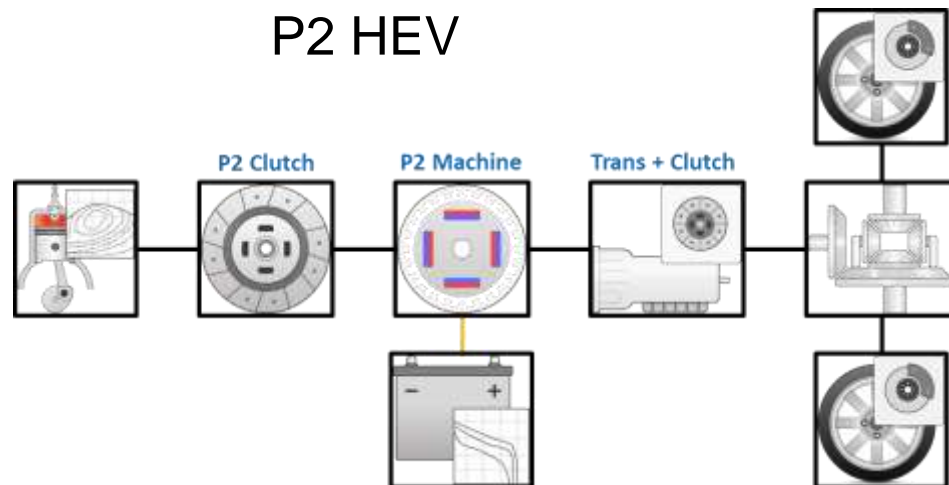 P2 HEV
P2 Clutch
P2 Machine
Trans + Clutch
− +